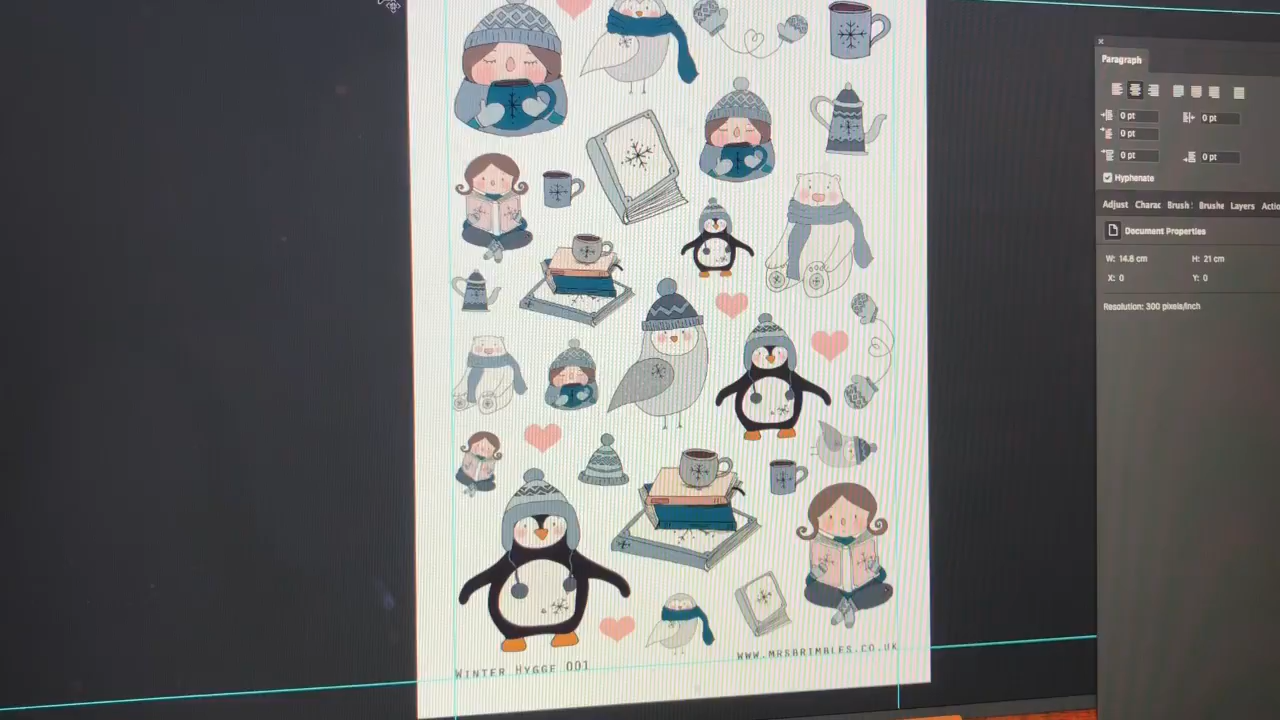 Paragraph
0 pt
0 pt
0 pt
0 pt
0 pt
Hyphenate
Adjust Charac Brush Brushe Layers Actio
Document Properties
W: 14.8 cm H: 21 cm
X: 0 Y: 0
Resolution: 300 pixels/inch
WINTER HYGGE 001
WWW.MRSBRIMBLES.CO.UK